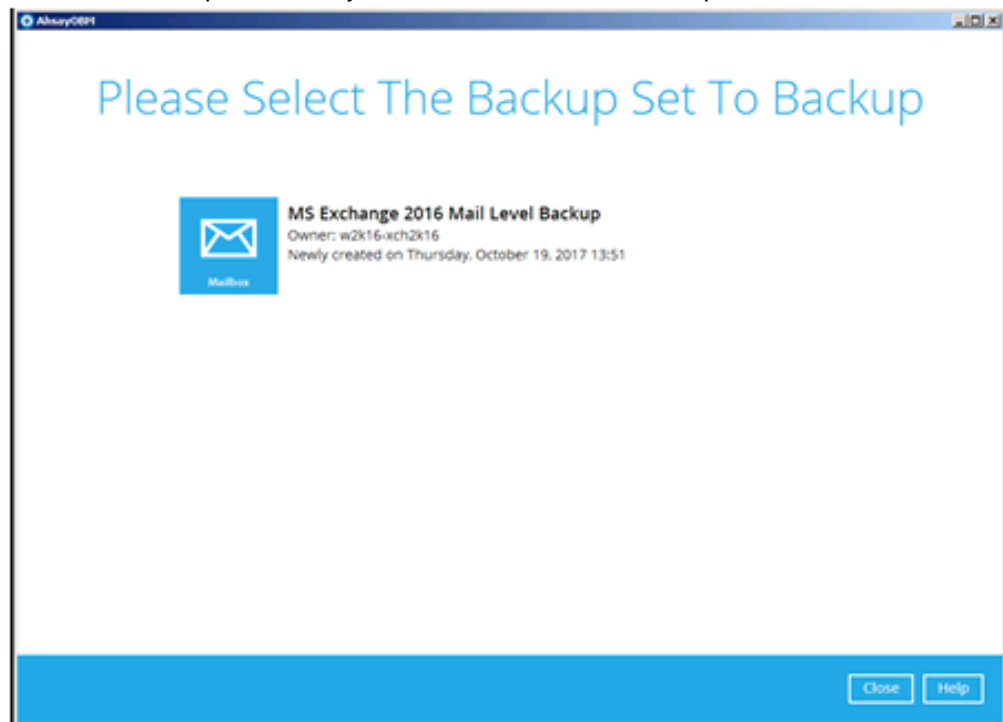 AhsayOBM
Please Select The Backup Set To Backup
MS Exchange 2016 Mail Level Backup
Owner: w2k16-xch2k16
Newly created on Thursday, October 19, 2017 13:51
Mailbox
Close
Help